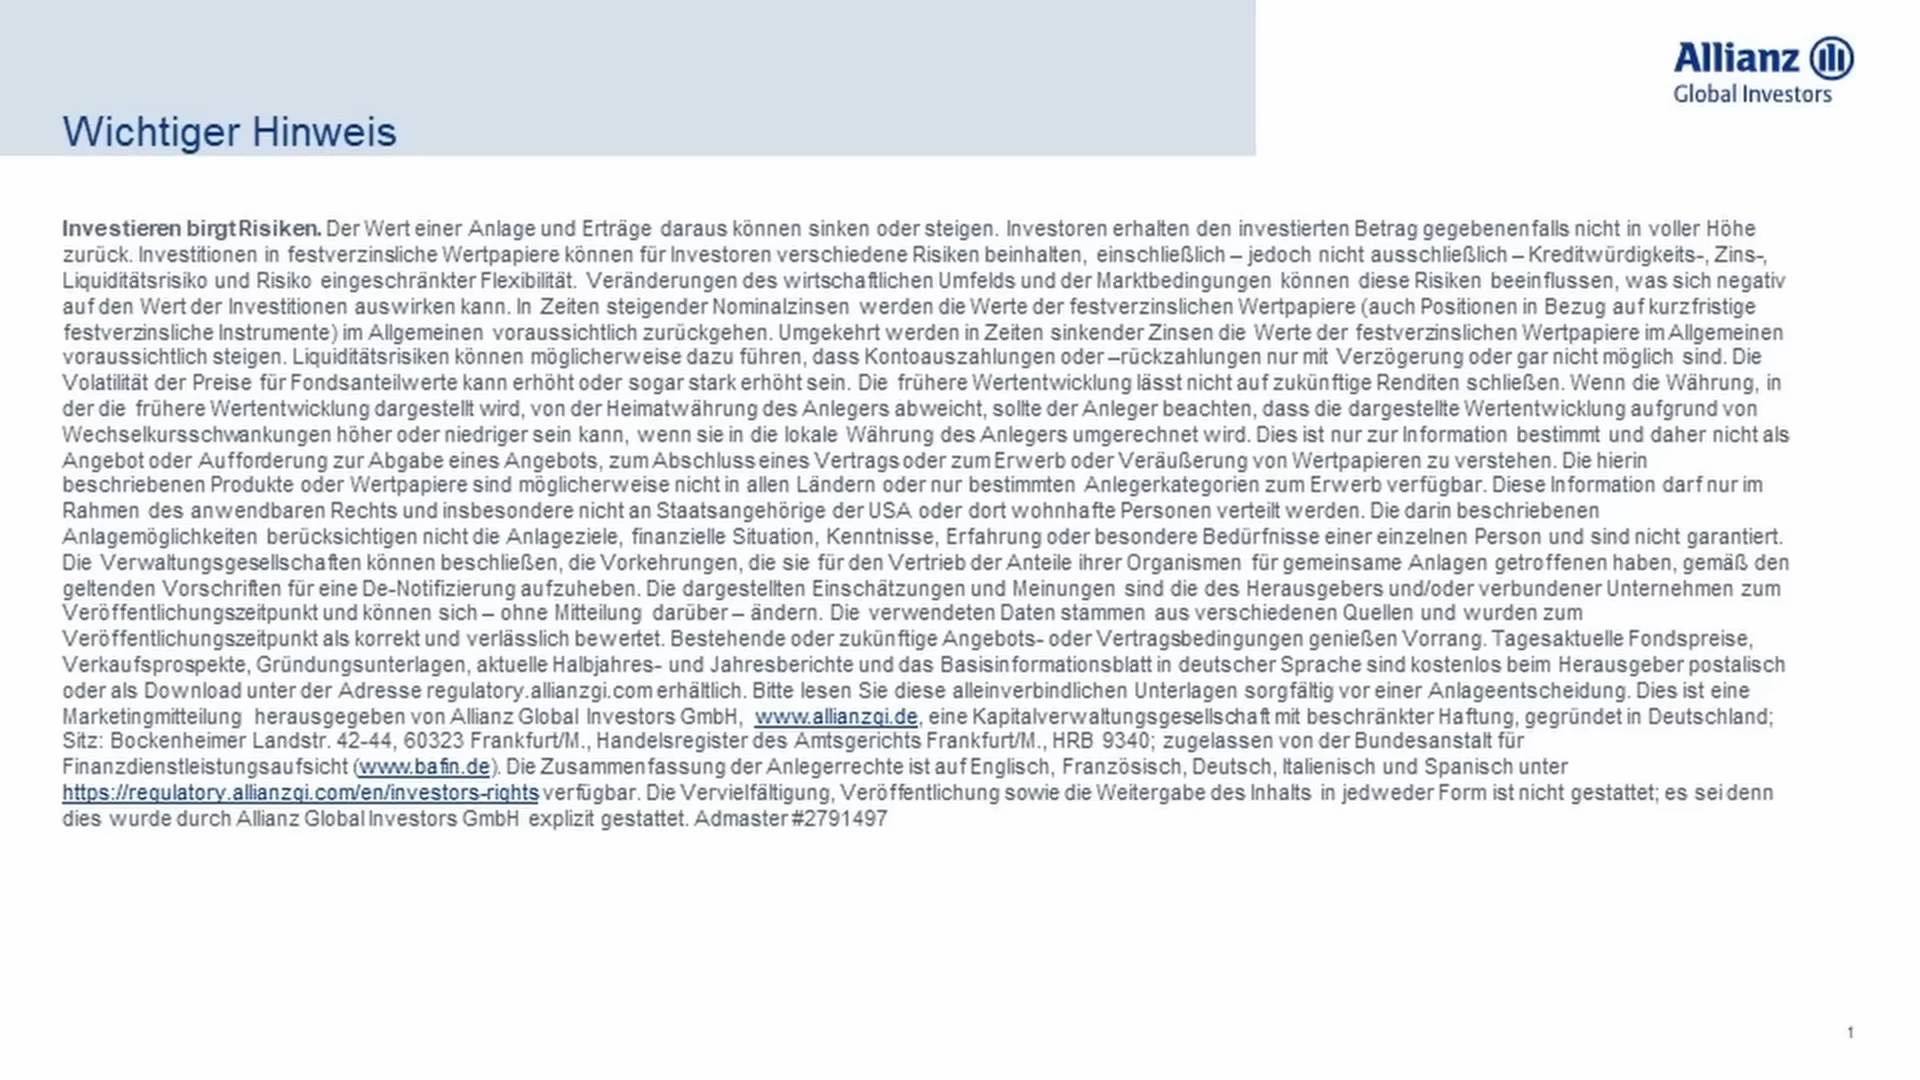 Allianz
Global Investors
Wichtiger Hinweis
Investieren birgt Risiken. Der Wert einer Anlage und Erträge daraus können sinken oder steigen. Investoren erhalten den investierten Betrag gegebenenfalls nicht in voller Höhe
zurück. Investitionen in festverzinsliche Wertpapiere können für Investoren verschiedene Risiken beinhalten, einschließlich – jedoch nicht ausschließlich – Kreditwürdigkeits-, Zins-,
Liquiditätsrisiko und Risiko eingeschränkter Flexibilität. Veränderungen des wirtschaftlichen Umfelds und der Marktbedingungen können diese Risiken beeinflussen, was sich negativ
auf den Wert der Investitionen auswirken kann. In Zeiten steigender Nominalzinsen werden die Werte der festverzinslichen Wertpapiere (auch Positionen in Bezug auf kurzfristige
festverzinsliche Instrumente) im Allgemeinen voraussichtlich zurückgehen. Umgekehrt werden in Zeiten sinkender Zinsen die Werte der festverzinslichen Wertpapiere im Allgemeinen
voraussichtlich steigen. Liquiditätsrisiken können möglicherweise dazu führen, dass Kontoauszahlungen oder –rückzahlungen nur mit Verzögerung oder gar nicht möglich sind. Die
Volatilität der Preise für Fondsanteilwerte kann erhöht oder sogar stark erhöht sein. Die frühere Wertentwicklung lässt nicht auf zukünftige Renditen schließen. Wenn die Währung, in
der die frühere Wertentwicklung dargestellt wird, von der Heimatwährung des Anlegers abweicht, sollte der Anleger beachten, dass die dargestellte Wertentwicklung aufgrund von
Wechselkursschwankungen höher oder niedriger sein kann, wenn sie in die lokale Währung des Anlegers umgerechnet wird. Dies ist nur zur Information bestimmt und daher nicht als
Angebot oder Aufforderung zur Abgabe eines Angebots, zum Abschluss eines Vertrags oder zum Erwerb oder Veräußerung von Wertpapieren zu verstehen. Die hierin
beschriebenen Produkte oder Wertpapiere sind möglicherweise nicht in allen Ländern oder nur bestimmten Anlegerkategorien zum Erwerb verfügbar. Diese Information darf nur im
Rahmen des anwendbaren Rechts und insbesondere nicht an Staatsangehörige der USA oder dort wohnhafte Personen verteilt werden. Die darin beschriebenen
Anlagemöglichkeiten berücksichtigen nicht die Anlageziele, finanzielle Situation, Kenntnisse, Erfahrung oder besondere Bedürfnisse einer einzelnen Person und sind nicht garantiert.
Die Verwaltungsgesellschaften können beschließen, die Vorkehrungen, die sie für den Vertrieb der Anteile ihrer Organismen für gemeinsame Anlagen getroffenen haben, gemäß den
geltenden Vorschriften für eine De-Notifizierung aufzuheben. Die dargestellten Einschätzungen und Meinungen sind die des Herausgebers und/oder verbundener Unternehmen zum
Veröffentlichungszeitpunkt und können sich – ohne Mitteilung darüber – ändern. Die verwendeten Daten stammen aus verschiedenen Quellen und wurden zum
Veröffentlichungszeitpunkt als korrekt und verlässlich bewertet. Bestehende oder zukünftige Angebots- oder Vertragsbedingungen genießen Vorrang. Tagesaktuelle Fondspreise,
Verkaufsprospekte, Gründungsunterlagen, aktuelle Halbjahres- und Jahresberichte und das Basisinformationsblatt in deutscher Sprache sind kostenlos beim Herausgeber postalisch
oder als Download unter der Adresse regulatory.allianzgi.com erhältlich. Bitte lesen Sie diese alleinverbindlichen Unterlagen sorgfältig vor einer Anlageentscheidung. Dies ist eine
Marketingmitteilung herausgegeben von Allianz Global Investors GmbH, www.allianzgi.de, eine Kapitalverwaltungsgesellschaft mit beschränkter Haftung, gegründet in Deutschland;
Sitz: Bockenheimer Landstr. 42-44, 60323 Frankfurt/M., Handelsregister des Amtsgerichts Frankfurt/M., HRB 9340; zugelassen von der Bundesanstalt für
Finanzdienstleistungsaufsicht (www.bafin.de). Die Zusammenfassung der Anlegerrechte ist auf Englisch, Französisch, Deutsch, Italienisch und Spanisch unter
https://regulatory.allianzgi.com/en/investors-rights verfügbar. Die Vervielfältigung, Veröffentlichung sowie die Weitergabe des Inhalts in jedweder Form ist nicht gestattet; es sei denn
dies wurde durch Allianz Global Investors GmbH explizit gestattet. Admaster #2791497
1